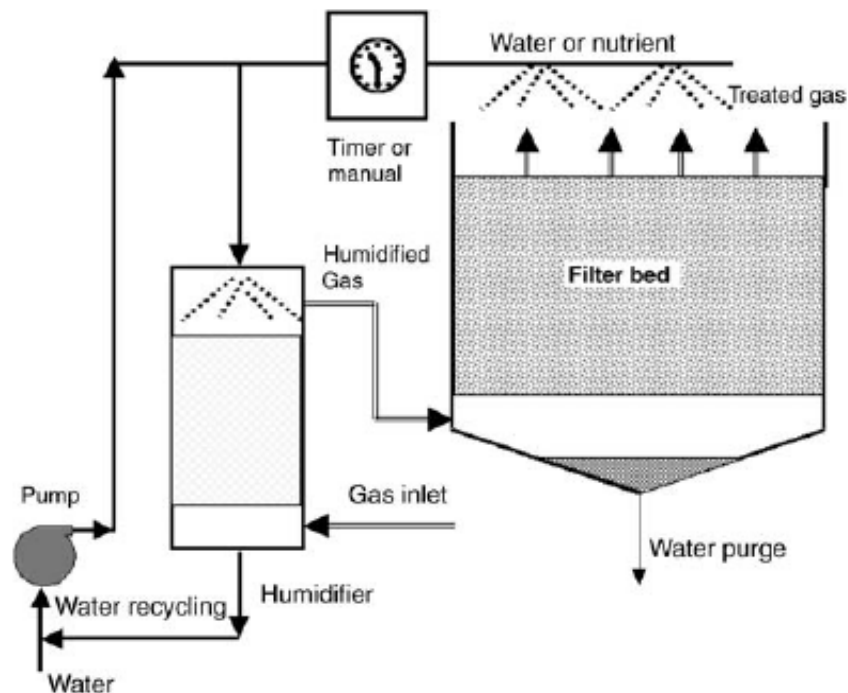 Water or nutrient
Treated gas
Timer or
manual
Humidified
Gas
Filter bed
Gas inlet
Pump
Water purge
Humidifier
Water recycling
Water